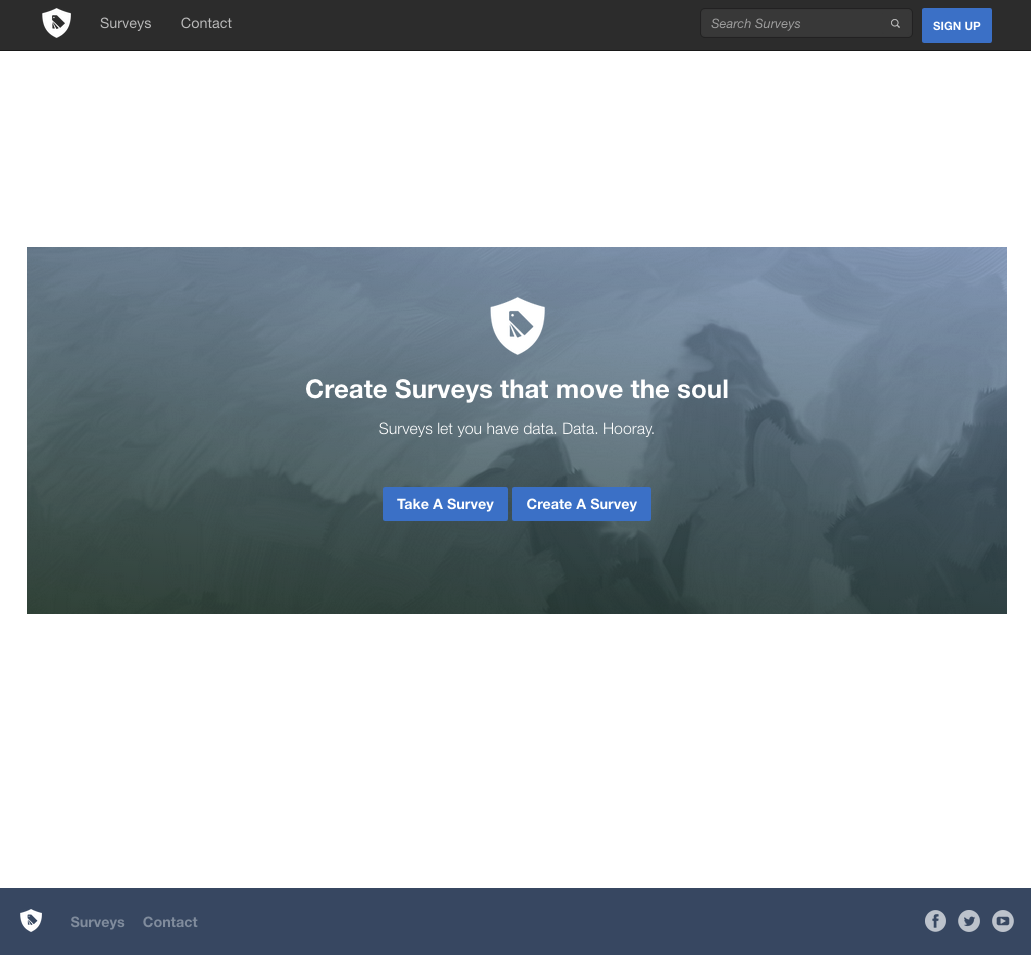 Surveys Contact Search Surveys SIGN UP
Create Surveys that move the soul
Surveys let you have data. Data. Hooray.
Take A Survey Create A Survey
Surveys Contact